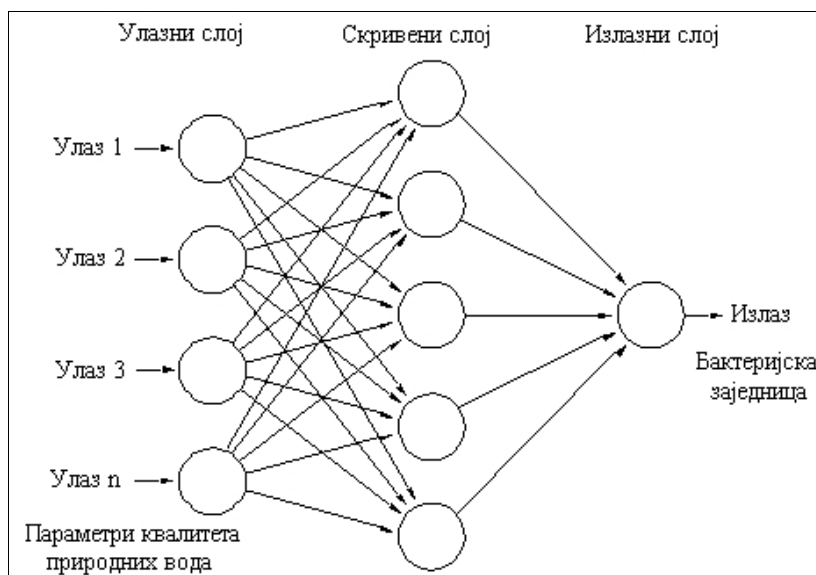 Улазни слој
Скривени слој
Излазни слој
Улаз 1
Улаз 2
Улаз 3
Улаз n
Параметри квалитета
природних вода
Излаз
Бактеријска
заједница